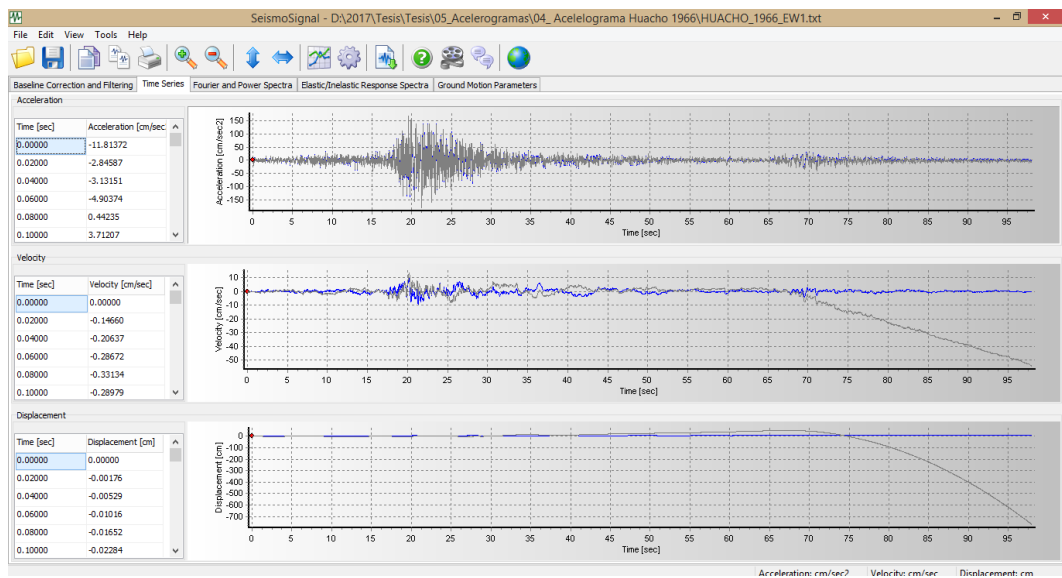 SeismoSignal - D:\2017\Tesis\Tesis\05_Acelerogramas\04_ Acelelograma Huacho 1966\HUACHO_1966_EW1.txt
File Edit View Tools Help
Baseline Correction and Filtering Time Series Fourier and Power Spectra Elastic/Inelastic Response Spectra Ground Motion Parameters
Acceleration
Time [sec] Acceleration [cm/sec
0.00000 -11.81372
0.02000 -2.84587
0.04000 -3.13151
0.06000 -4.90374
0.08000 0.44235
0.10000 3.71207
Acceleration [cm/sec2]
150
100
50
0
-50
-100
-150
0 5 10 15 20 25 30 35 40 45 50 55 60 65 70 75 80 85 90 95
Time [sec]
Velocity
Time [sec] Velocity [cm/sec]
0.00000 0.00000
0.02000 -0.14660
0.04000 -0.20637
0.06000 -0.28672
0.08000 -0.33134
0.10000 -0.28979
Velocity [cm/sec]
10
0
-10
-20
-30
-40
-50
0 5 10 15 20 25 30 35 40 45 50 55 60 65 70 75 80 85 90 95
Time [sec]
Displacement
Time [sec] Displacement [cm]
0.00000 0.00000
0.02000 -0.00176
0.04000 -0.00529
0.06000 -0.01016
0.08000 -0.01652
0.10000 -0.02284
Displacement [cm]
0
-100
-200
-300
-400
-500
-600
-700
0 5 10 15 20 25 30 35 40 45 50 55 60 65 70 75 80 85 90 95
Time [sec]
Acceleration: cm/sec2 Velocity: cm/sec Displacement: cm